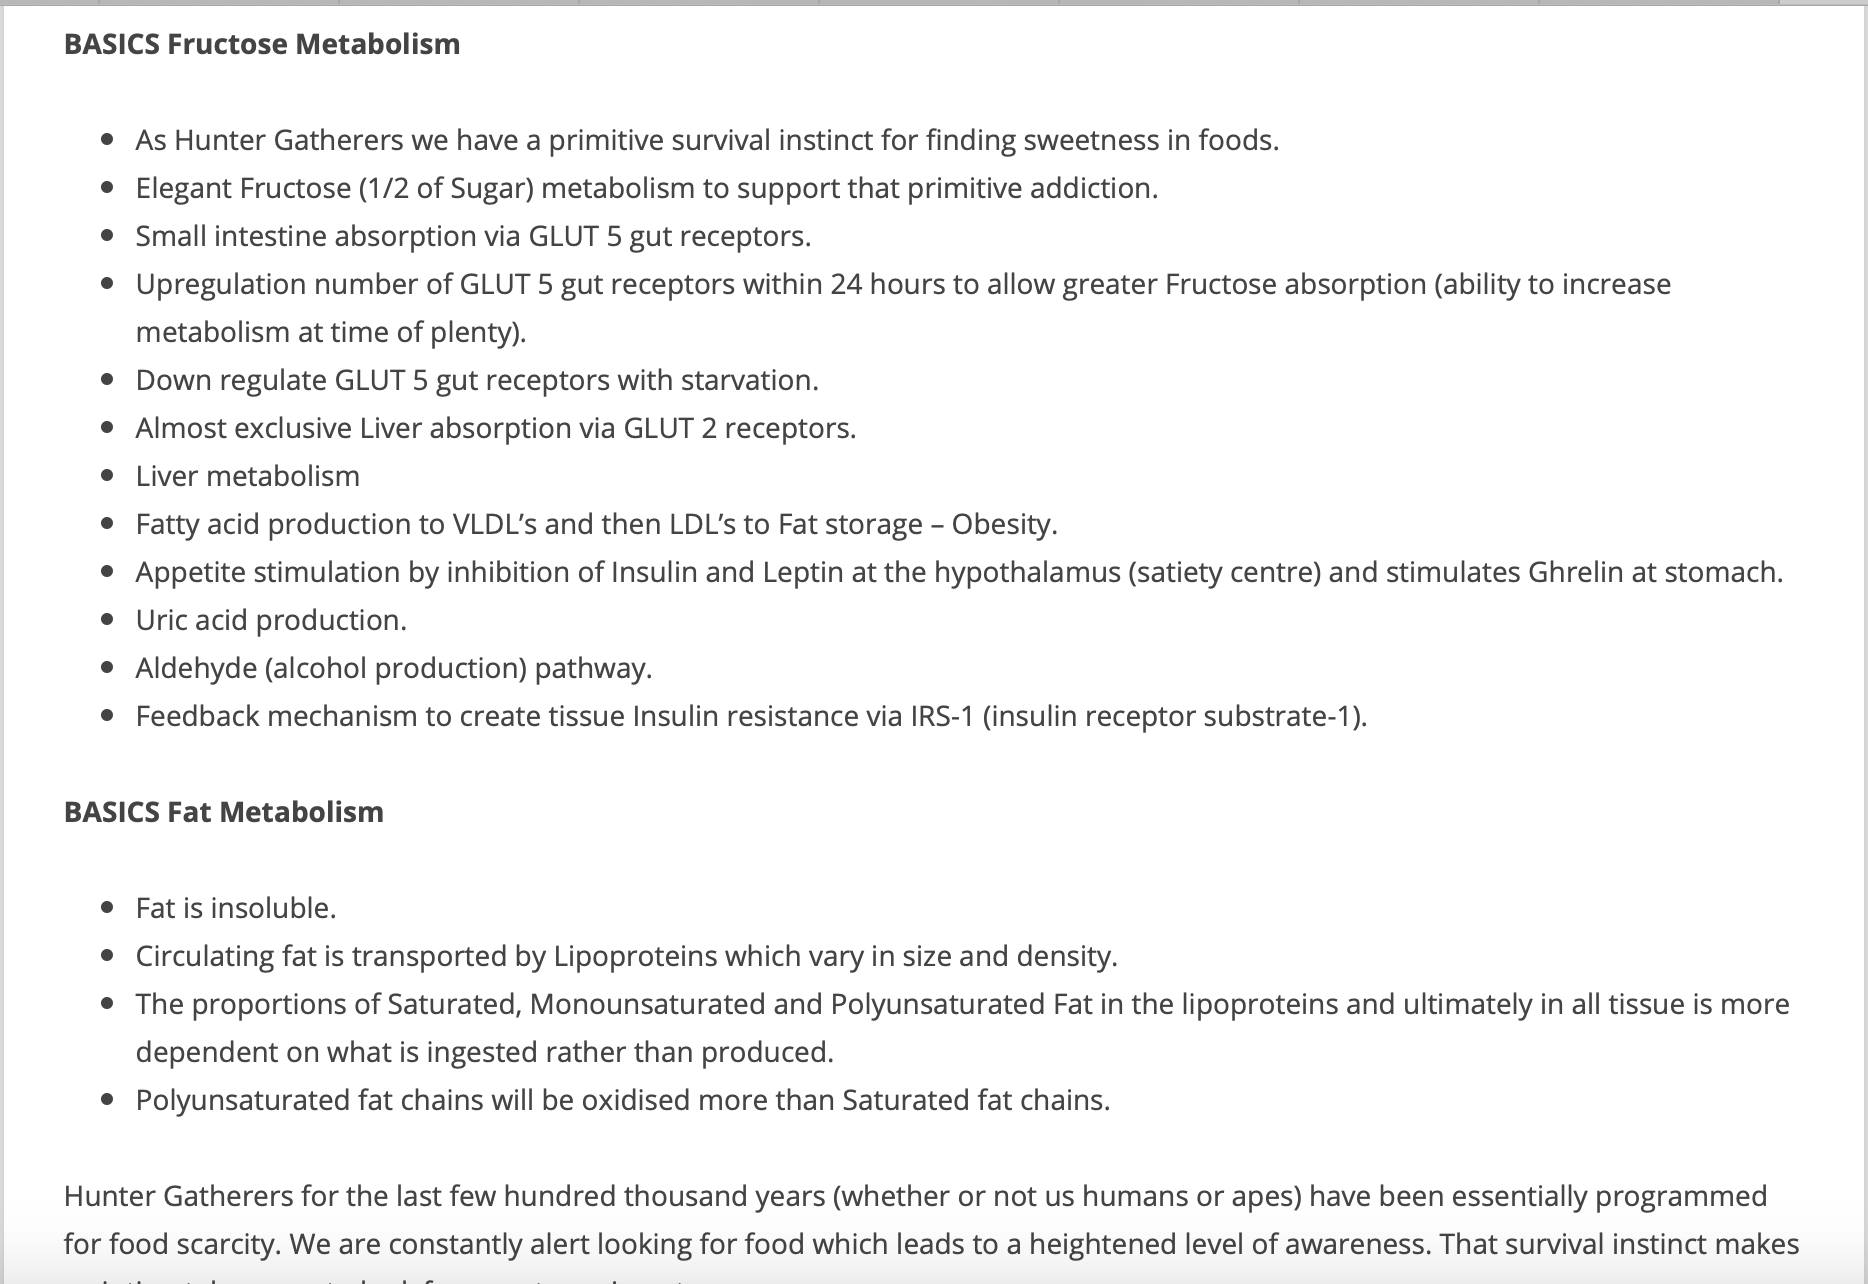 BASICS Fructose Metabolism
• As Hunter Gatherers we have a primitive survival instinct for finding sweetness in foods.
• Elegant Fructose (1/2 of Sugar) metabolism to support that primitive addiction.
• Small intestine absorption via GLUT 5 gut receptors.
• Upregulation number of GLUT 5 gut receptors within 24 hours to allow greater Fructose absorption (ability to increase
metabolism at time of plenty).
• Down regulate GLUT 5 gut receptors with starvation.
• Almost exclusive Liver absorption via GLUT 2 receptors.
• Liver metabolism
• Fatty acid production to VLDL’s and then LDL’s to Fat storage – Obesity.
• Appetite stimulation by inhibition of Insulin and Leptin at the hypothalamus (satiety centre) and stimulates Ghrelin at stomach.
• Uric acid production.
• Aldehyde (alcohol production) pathway.
• Feedback mechanism to create tissue Insulin resistance via IRS-1 (insulin receptor substrate-1).
BASICS Fat Metabolism
• Fat is insoluble.
• Circulating fat is transported by Lipoproteins which vary in size and density.
• The proportions of Saturated, Monounsaturated and Polyunsaturated Fat in the lipoproteins and ultimately in all tissue is more
dependent on what is ingested rather than produced.
• Polyunsaturated fat chains will be oxidised more than Saturated fat chains.
Hunter Gatherers for the last few hundred thousand years (whether or not us humans or apes) have been essentially programmed
for food scarcity. We are constantly alert looking for food which leads to a heightened level of awareness. That survival instinct makes